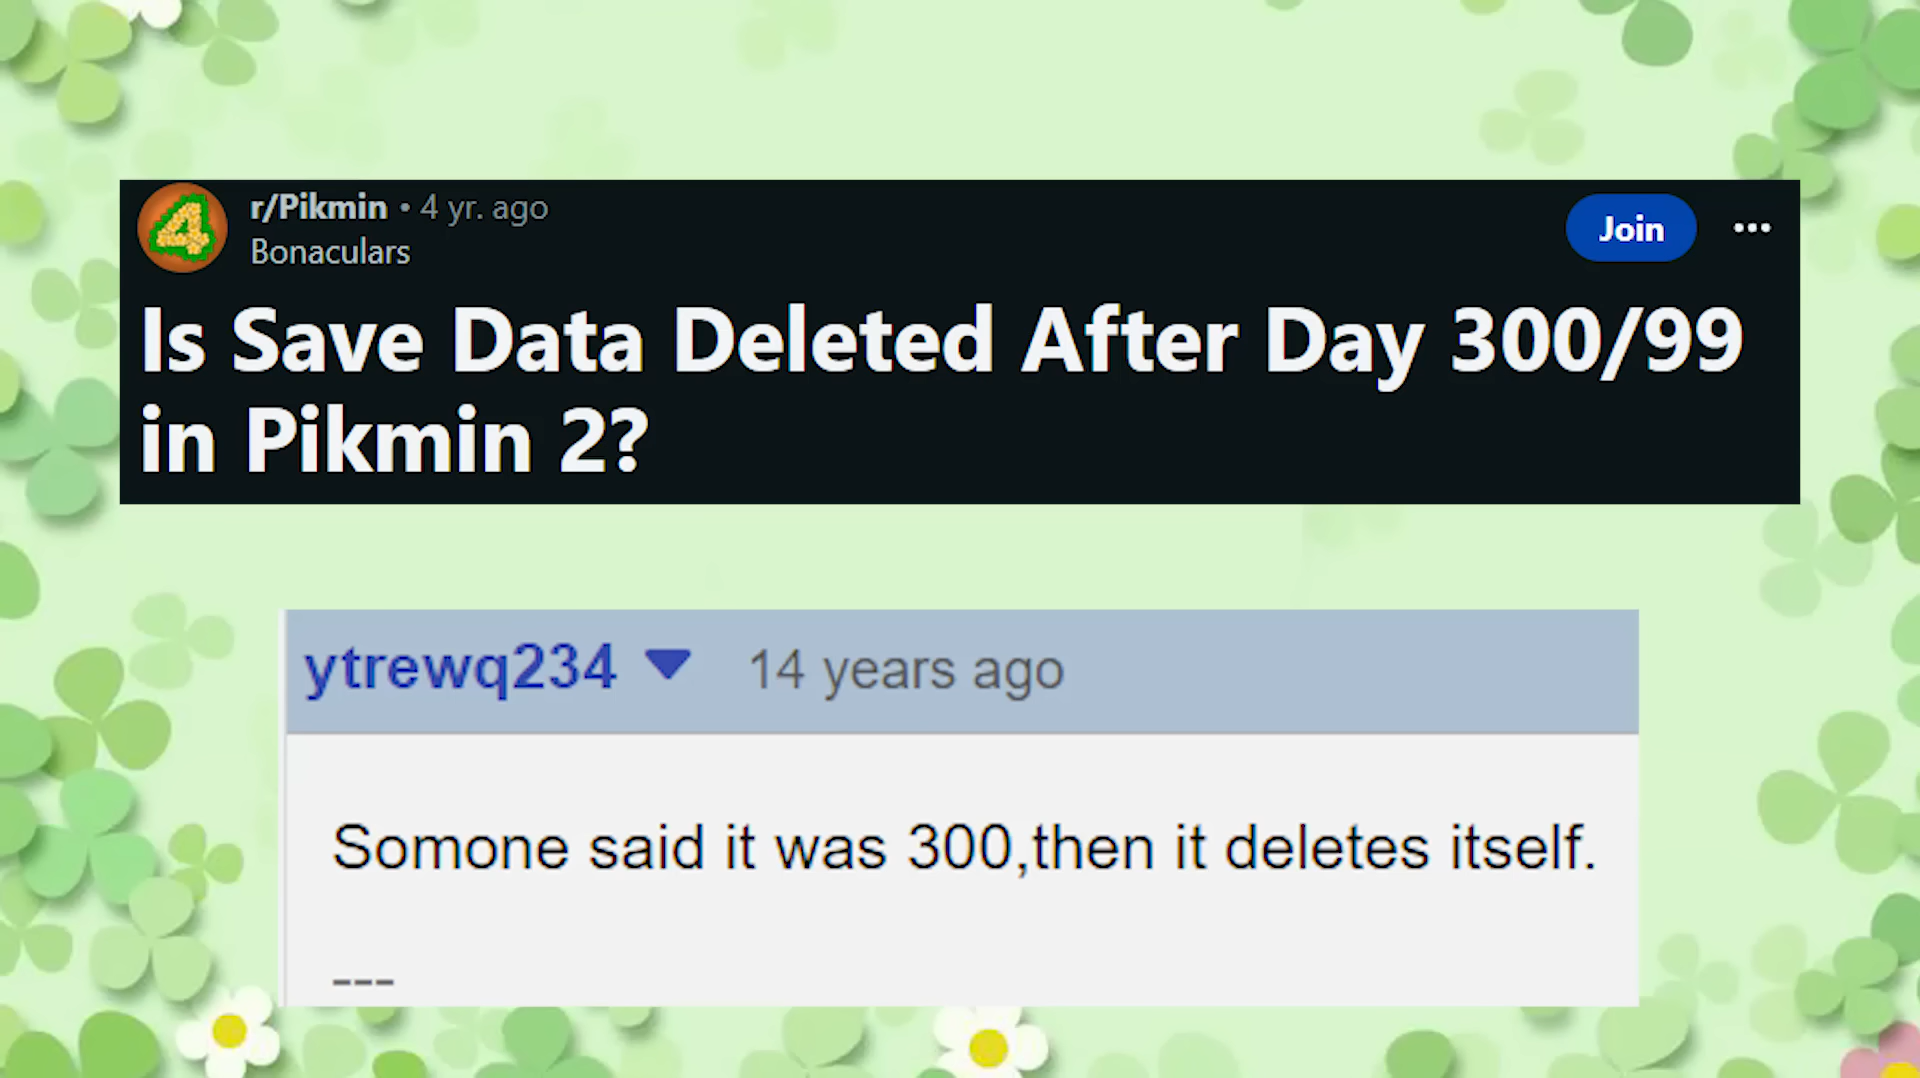 4
r/Pikmin • 4 yr. ago
Bonaculars
Join
Is Save Data Deleted After Day 300/99
in Pikmin 2?
ytrewq234 14 years ago
Somone said it was 300,then it deletes itself.
---